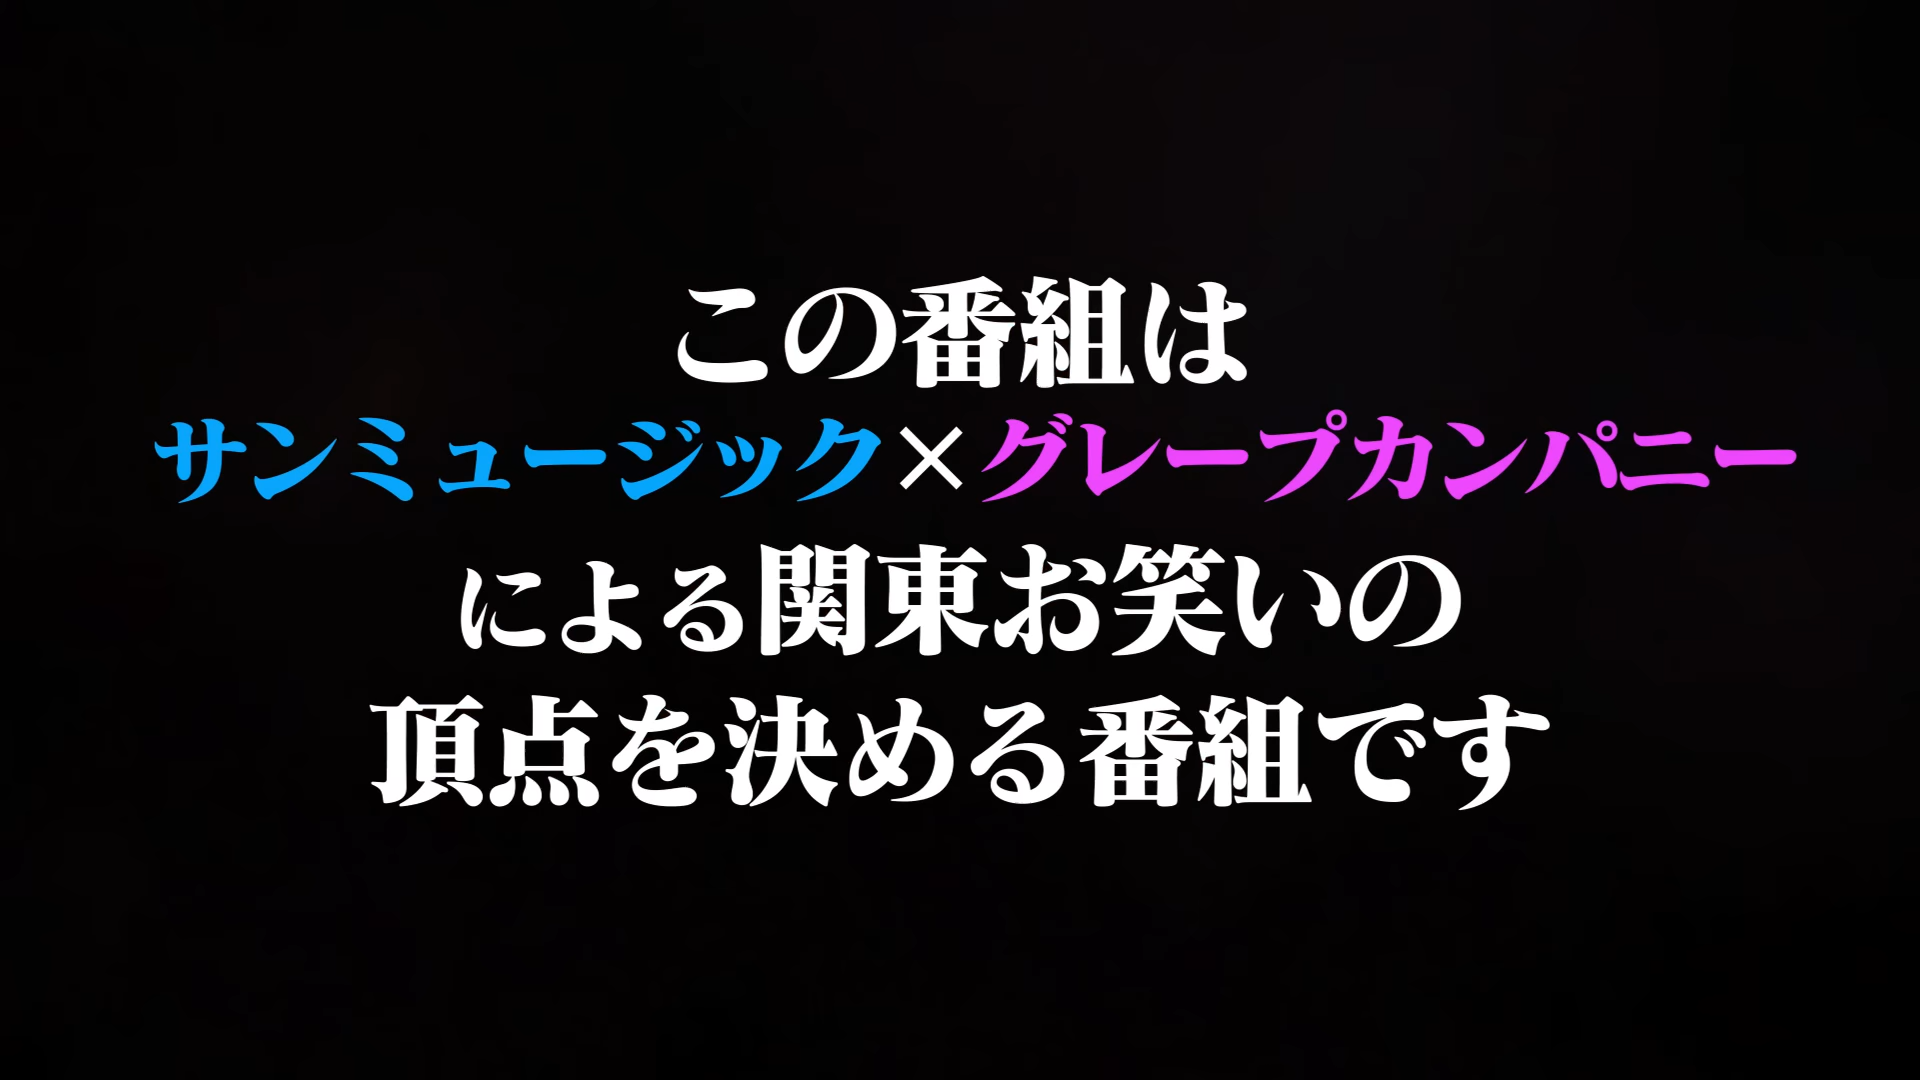 この番組は
サンミュージック×グレープカンパニー
による関東お笑いの
頂点を決める番組です